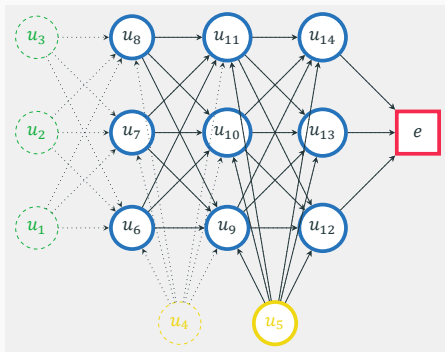 u₃ u₈ u₁₁ u₁₄
u₂ u₇ u₁₀ u₁₃ e
u₁ u₆ u₉ u₁₂
u₄ u₅